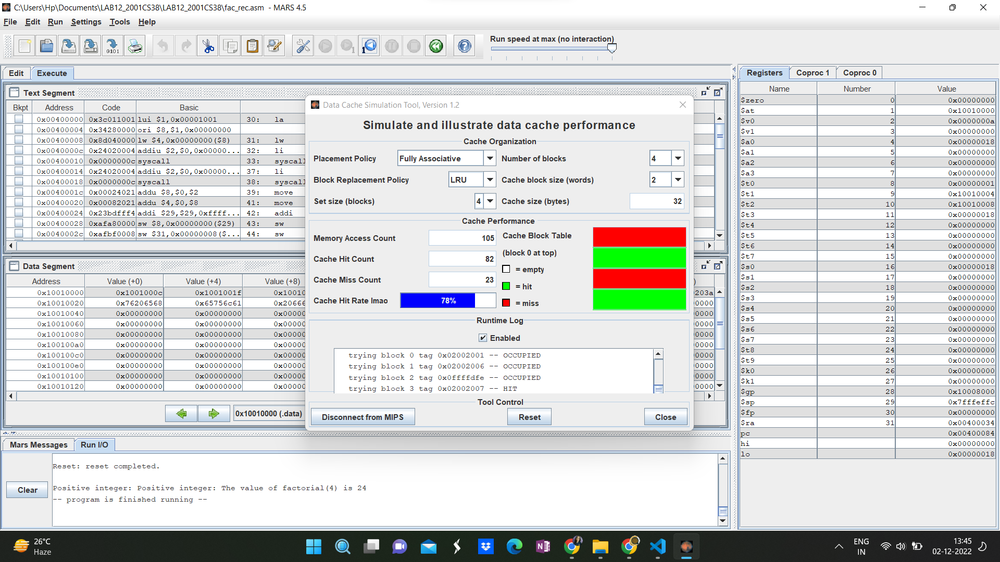 C:\Users\Hp\Documents\LAB12_2001CS38\LAB12_2001CS38\fac_rec.asm - MARS 4.5
File Edit Run Settings Tools Help
Run speed at max (no interaction)
Edit Execute
Text Segment
Bkpt Address Code Basic
0x00400000 0x3c011001 lui $1,0x00001001 30: la
0x00400004 0x34280000 ori $8,$1,0x00000000
0x00400008 0x8d040000 lw $4,0x00000000($8) 31: lw
0x0040000c 0x24020004 addiu $2,$0,0x00000... 32: li
0x00400010 0x0000000c syscall 33: syscall
0x00400014 0x24020004 addiu $2,$0,0x00000... 37: li
0x00400018 0x0000000c syscall 38: syscall
0x0040001c 0x00024021 addu $8,$0,$2 39: move
0x00400020 0x00082021 addu $4,$0,$8 41: move
0x00400024 0x23bdfff4 addi $29,$29,0xffff... 42: addi
0x00400028 0xafa80000 sw $8,0x00000000($29) 43: sw
0x0040002c 0xafbf0008 sw $31,0x00000008($... 44: sw
Data Segment
Address Value (+0) Value (+4) Value (+8)
0x10010000 0x1001000c 0x1001001f 0x10010 203a
0x10010020 0x76206568 0x65756c61 0x20666 0000
0x10010040 0x00000000 0x00000000 0x00000 0000
0x10010060 0x00000000 0x00000000 0x00000 0000
0x10010080 0x00000000 0x00000000 0x00000 0000
0x100100a0 0x00000000 0x00000000 0x00000 0000
0x100100c0 0x00000000 0x00000000 0x00000 0000
0x100100e0 0x00000000 0x00000000 0x00000 0000
0x10010100 0x00000000 0x00000000 0x00000 0000
0x10010120 0x00000000 0x00000000 0x00000 0000
0x10010000 (.data)
Data Cache Simulation Tool, Version 1.2
Simulate and illustrate data cache performance
Cache Organization
Placement Policy Fully Associative Number of blocks 4
Block Replacement Policy LRU Cache block size (words) 2
Set size (blocks) 4 Cache size (bytes) 32
Cache Performance
Memory Access Count 105 Cache Block Table
(block 0 at top)
Cache Hit Count 82
= empty
Cache Miss Count 23
= hit
Cache Hit Rate lmao 78%
= miss
Runtime Log
Enabled
trying block 0 tag 0x02002001 -- OCCUPIED
trying block 1 tag 0x02002006 -- OCCUPIED
trying block 2 tag 0x0ffffdfe -- OCCUPIED
trying block 3 tag 0x02002007 -- HIT
Tool Control
Disconnect from MIPS Reset Close
Mars Messages Run I/O
Clear
Reset: reset completed.
Positive integer: Positive integer: The value of factorial(4) is 24
-- program is finished running --
Registers Coproc 1 Coproc 0
Name Number Value
$zero 0 0x00000000
$at 1 0x10010000
$v0 2 0x0000000a
$v1 3 0x00000000
$a0 4 0x00000018
$a1 5 0x00000000
$a2 6 0x00000000
$a3 7 0x00000000
$t0 8 0x00000001
$t1 9 0x10010004
$t2 10 0x10010008
$t3 11 0x00000018
$t4 12 0x00000000
$t5 13 0x00000000
$t6 14 0x00000000
$t7 15 0x00000000
$s0 16 0x00000018
$s1 17 0x00000000
$s2 18 0x00000000
$s3 19 0x00000000
$s4 20 0x00000000
$s5 21 0x00000000
$s6 22 0x00000000
$s7 23 0x00000000
$t8 24 0x00000000
$t9 25 0x00000000
$k0 26 0x00000000
$k1 27 0x00000000
$gp 28 0x10008000
$sp 29 0x7fffeffc
$fp 30 0x00000000
$ra 31 0x00400034
pc 0x00400084
hi 0x00000000
lo 0x00000018
26°C
Haze
ENG
IN
13:45
02-12-2022